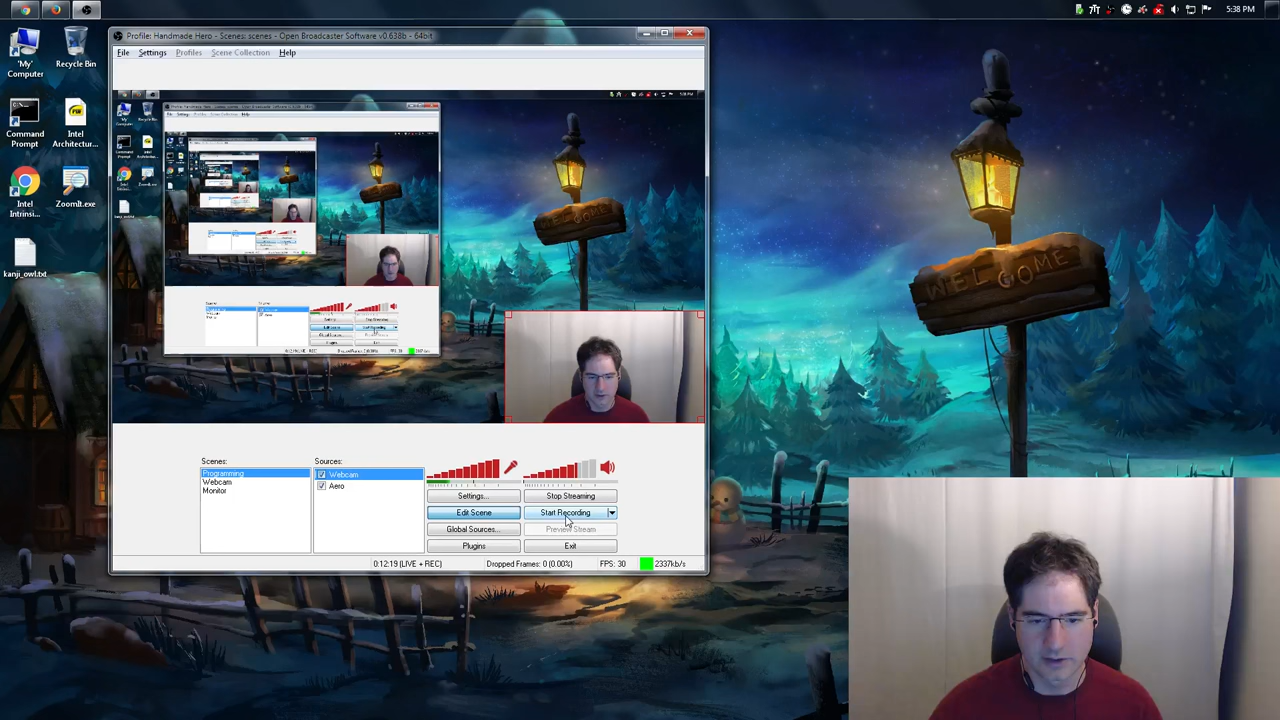 5:38 PM
Profile: Handmade Hero - Scenes: scenes - Open Broadcaster Software v0.638b - 64bit
File Settings Profiles Scene Collection Help
'My' Computer
Recycle Bin
Command Prompt
Intel Architectur...
Intel Intrinsi...
ZoomIt.exe
kanji_owl.txt
WELCOME
WELCOME
Scenes:
Programming
Webcam
Monitor
Sources:
Webcam
Aero
Settings...
Stop Streaming
Edit Scene
Start Recording
Global Sources...
Preview Stream
Plugins
Exit
0:12:19 (LIVE + REC)
Dropped Frames: 0 (0.00%)
FPS: 30
2337kb/s